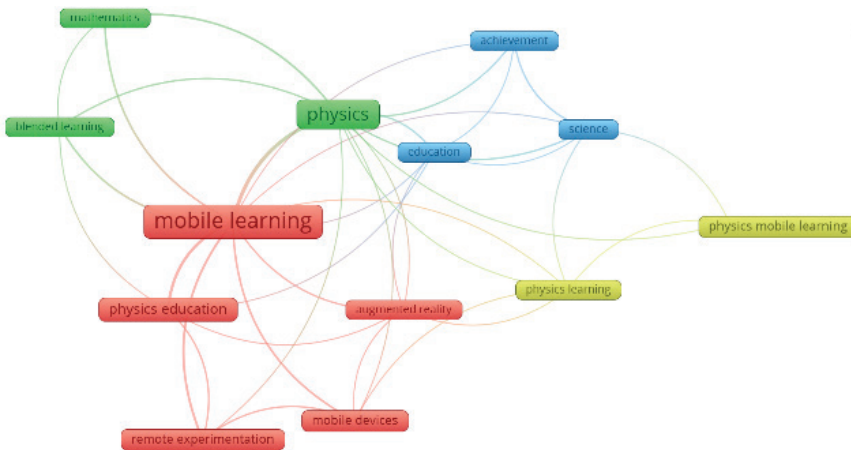 mathematics
achievement
physics
blended learning
science
education
mobile learning
physics mobile learning
physics learning
physics education
augmented reality
mobile devices
remote experimentation